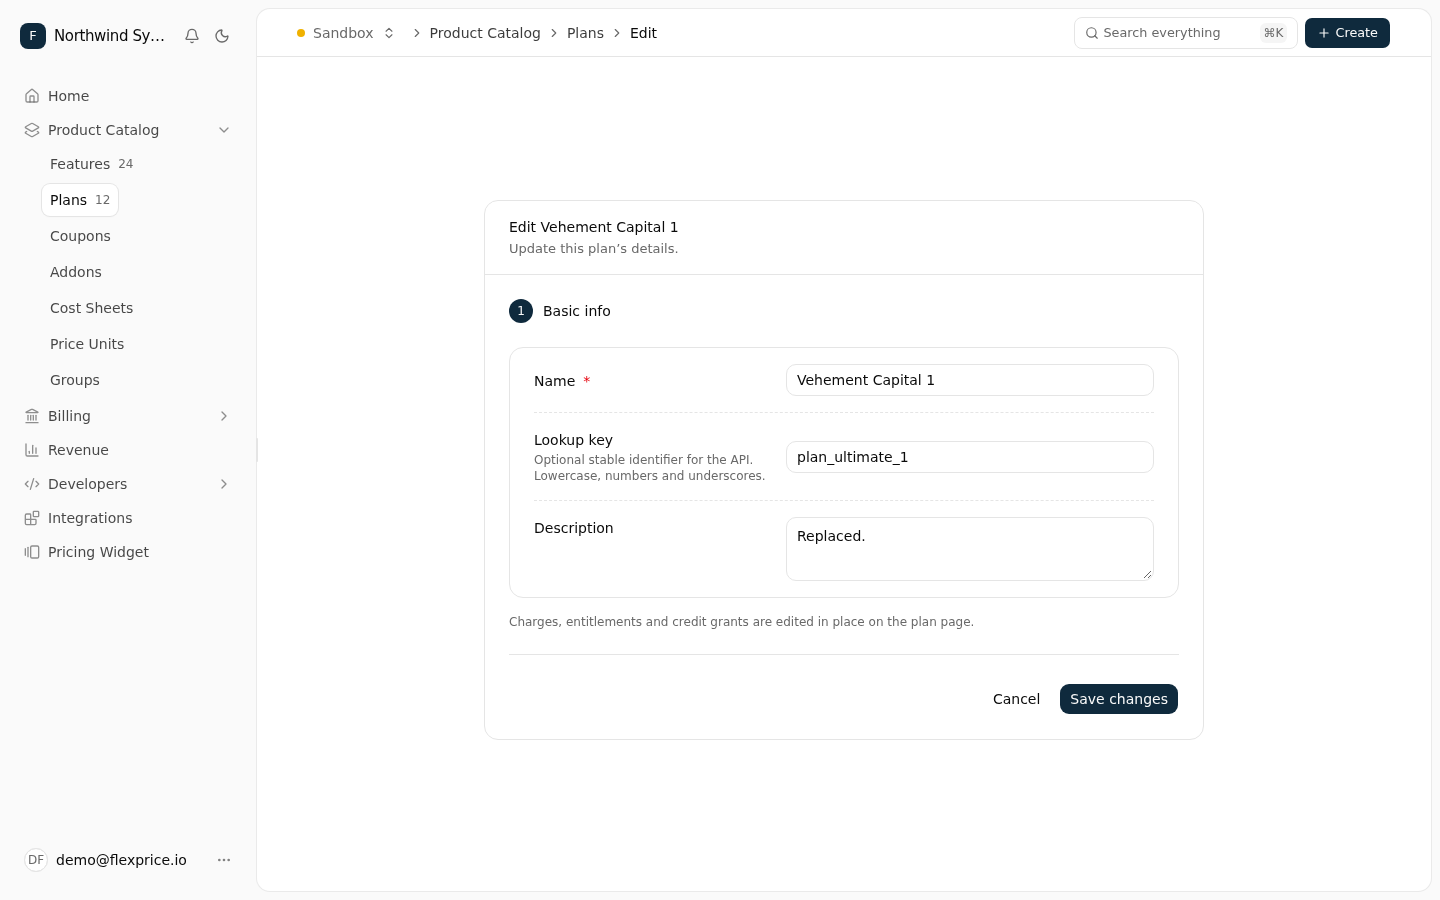 F Northwind Sy...
Sandbox Product Catalog Plans Edit
Search everything ⌘K
+ Create
Home
Product Catalog
Features 24
Plans 12
Coupons
Addons
Cost Sheets
Price Units
Groups
Billing
Revenue
Developers
Integrations
Pricing Widget
DF demo@flexprice.io
Edit Vehement Capital 1
Update this plan’s details.
1 Basic info
Name * Vehement Capital 1
Lookup key
Optional stable identifier for the API.
Lowercase, numbers and underscores.
plan_ultimate_1
Description Replaced.
Charges, entitlements and credit grants are edited in place on the plan page.
Cancel Save changes